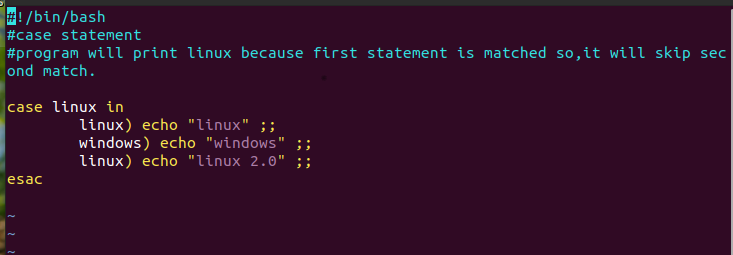 #!/bin/bash
#case statement
#program will print linux because first statement is matched so,it will skip sec
ond match.
case linux in
linux) echo "linux" ;;
windows) echo "windows" ;;
linux) echo "linux 2.0" ;;
esac
~
~
~